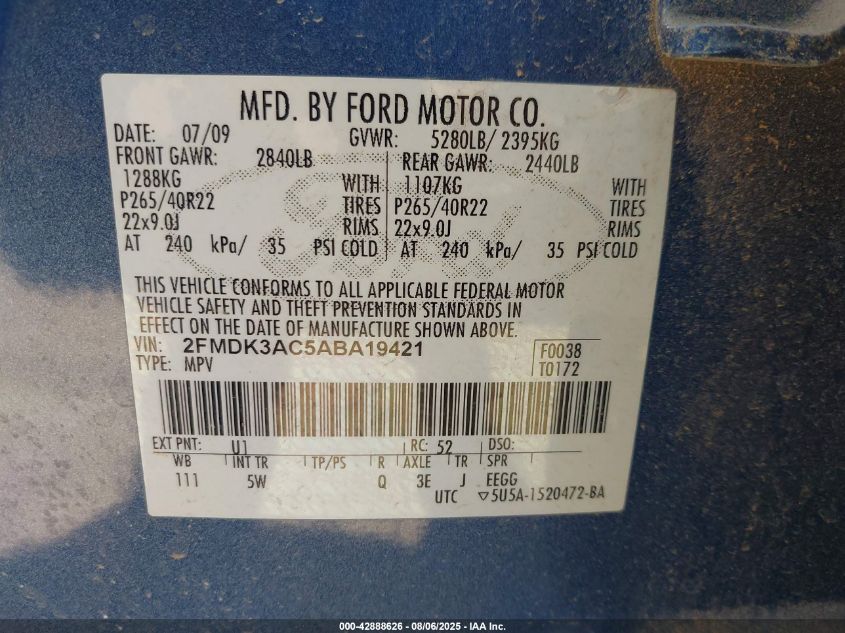 MFD. BY FORD MOTOR CO.
DATE: 07/09 GVWR: 5280LB/ 2395KG
FRONT GAWR: 2840LB REAR GAWR: 2440LB
1288KG WITH 1107KG WITH
P265/40R22 TIRES P265/40R22 TIRES
22x9.0J RIMS 22x9.0J RIMS
AT 240 kPa/ 35 PSI COLD AT 240 kPa/ 35 PSI COLD
Ford
THIS VEHICLE CONFORMS TO ALL APPLICABLE FEDERAL MOTOR
VEHICLE SAFETY AND THEFT PREVENTION STANDARDS IN
EFFECT ON THE DATE OF MANUFACTURE SHOWN ABOVE.
VIN: 2FMDK3AC5ABA19421 F0038
TYPE: MPV T0172
EXT PNT: U1 RC: 52 DSO:
WB INT TR TP/PS R AXLE TR SPR
111 5W Q 3E J EEGG
UTC ▽5U5A-1520472-BA
000-42888626 - 08/06/2025 - IAA Inc.